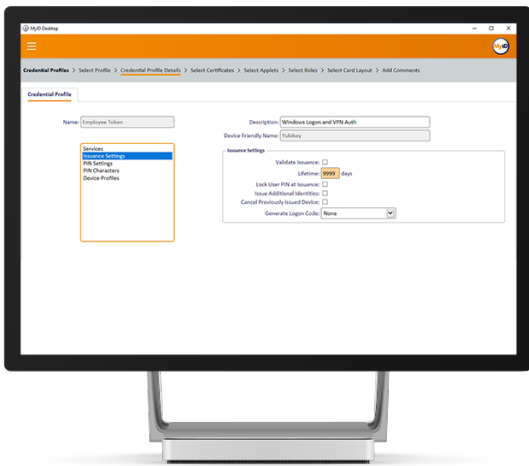 MyID Desktop
MyID
Credential Profiles > Select Profile > Credential Profile Details > Select Certificates > Select Applets > Select Roles > Select Card Layout > Add Comments
Credential Profile
Name: Employee Token
Description: Windows Logon and VPN Auth
Device Friendly Name: Yubikey
Services
Issuance Settings
PIN Settings
PIN Characters
Device Profiles
Issuance Settings
Validate Issuance:
Lifetime: 9999 days
Lock User PIN at Issuance:
Issue Additional Identities:
Cancel Previously Issued Device:
Generate Logon Code: None